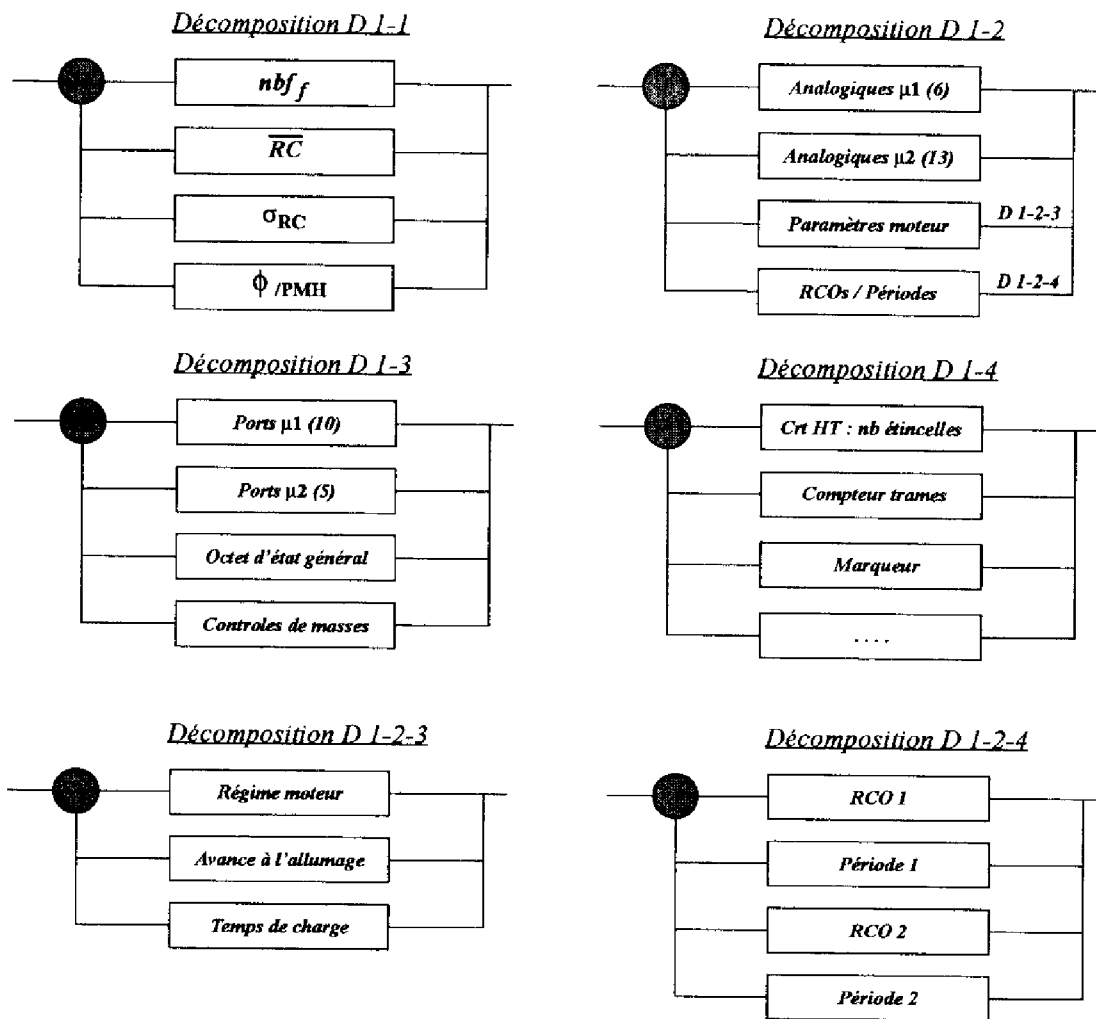 Décomposition D 1-1
nbf f
RC
σRC
ϕ /PMH
Décomposition D 1-2
Analogiques µ1 (6)
Analogiques µ2 (13)
Paramètres moteur
D 1-2-3
RCOs / Périodes
D 1-2-4
Décomposition D 1-3
Ports µ1 (10)
Ports µ2 (5)
Octet d'état général
Controles de masses
Décomposition D 1-4
Crt HT : nb étincelles
Compteur trames
Marqueur
. . . .
Décomposition D 1-2-3
Régime moteur
Avance à l'allumage
Temps de charge
Décomposition D 1-2-4
RCO 1
Période 1
RCO 2
Période 2